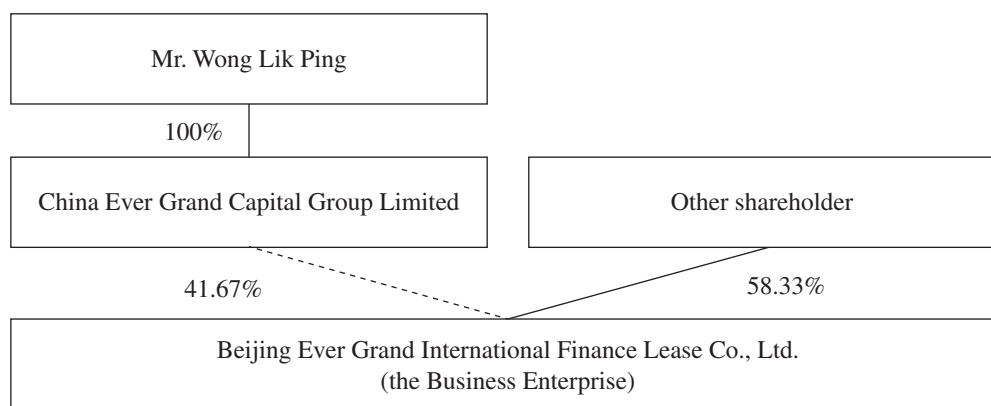 Mr. Wong Lik Ping
100%
China Ever Grand Capital Group Limited
Other shareholder
41.67%
58.33%
Beijing Ever Grand International Finance Lease Co., Ltd.
(the Business Enterprise)